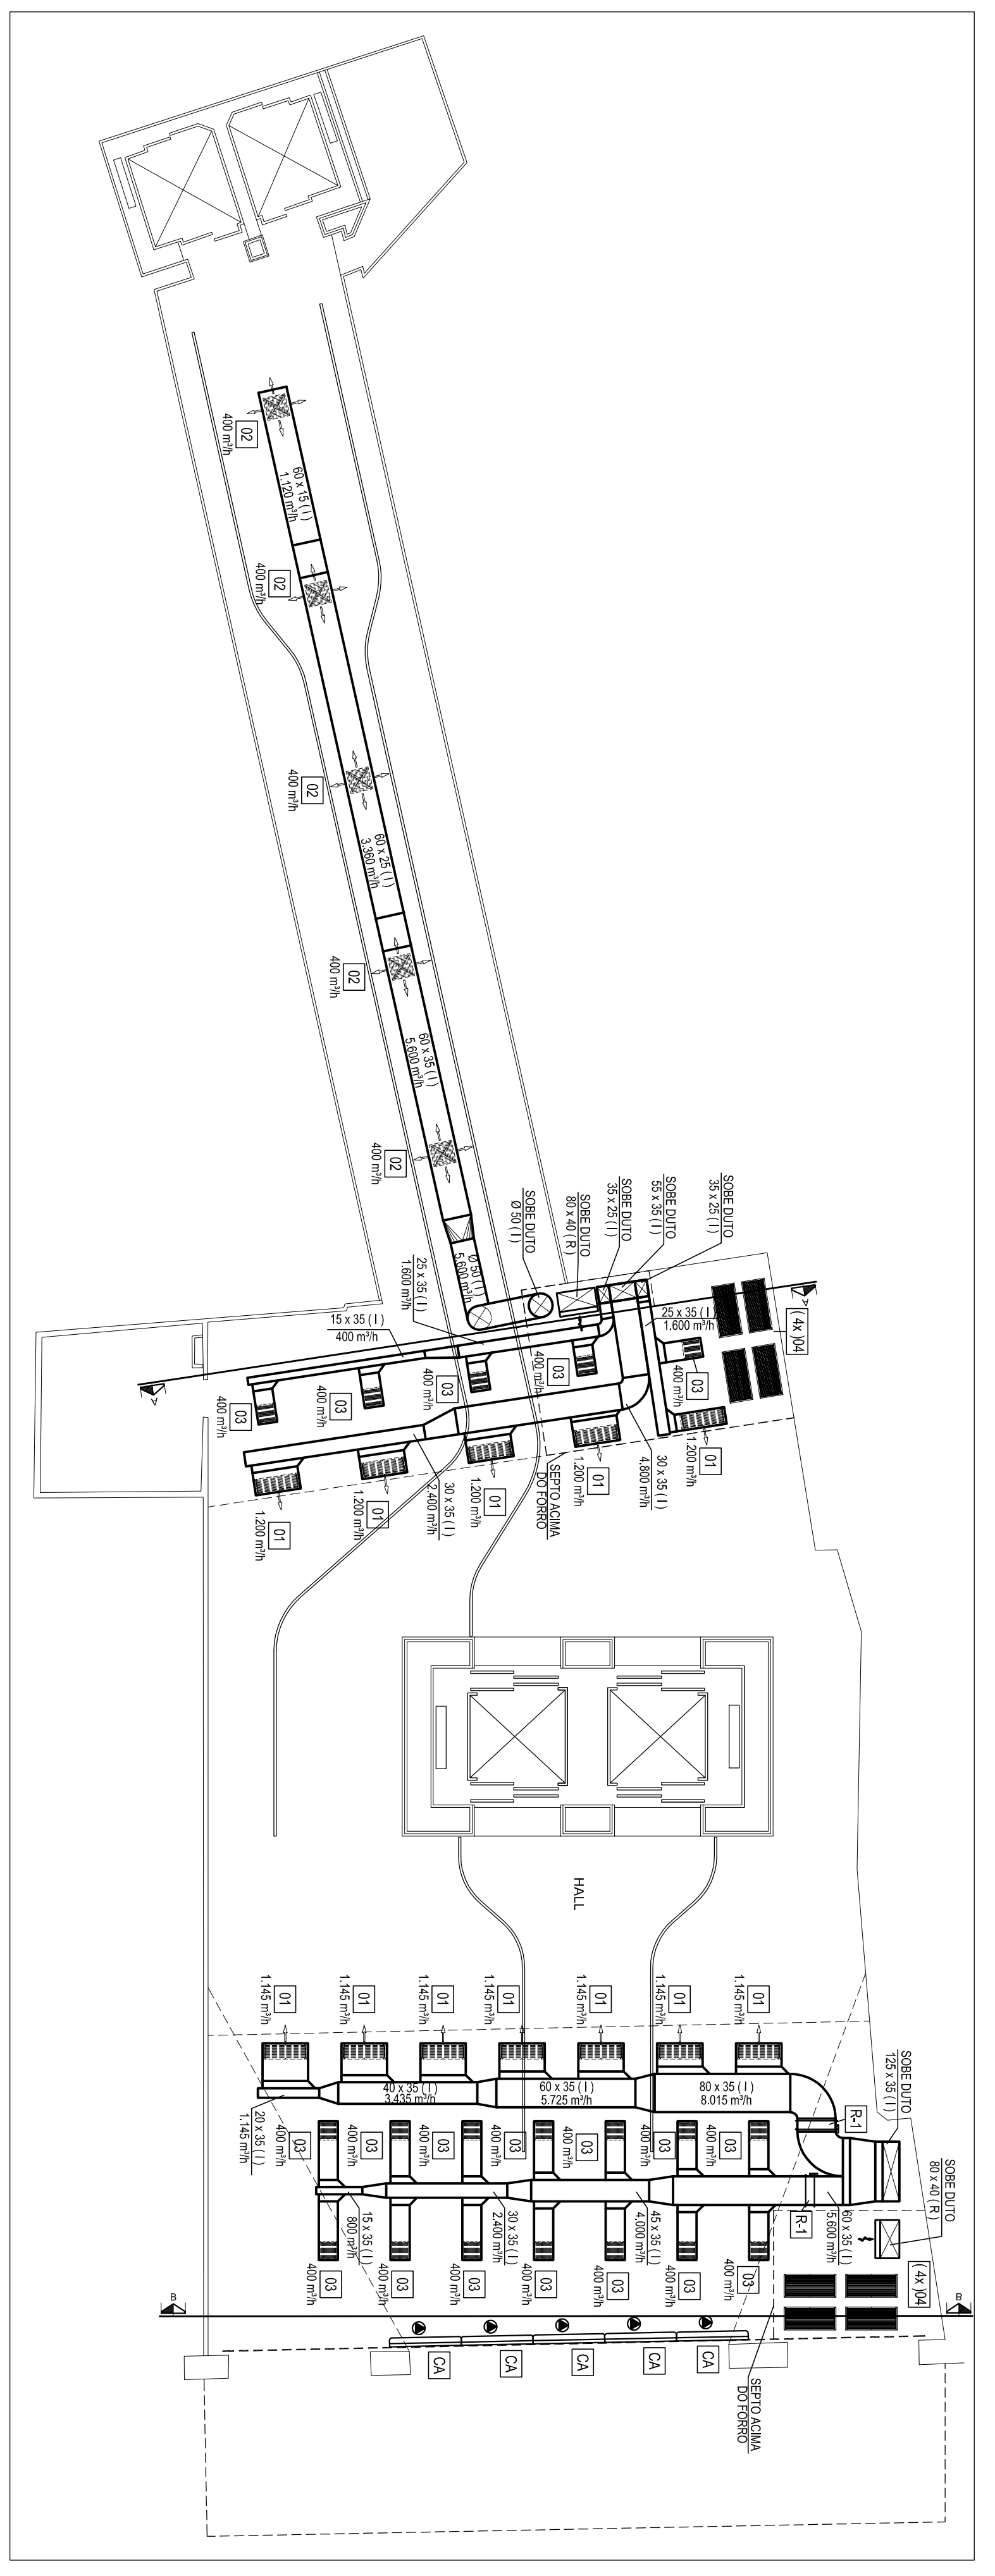 02
400 m³/h
60 x 15 ( I )
1.120 m³/h
02
400 m³/h
02
400 m³/h
60 x 25 ( I )
3.360 m³/h
02
400 m³/h
60 x 35 ( I )
5.600 m³/h
02
400 m³/h
SOBE DUTO
Ø 50 ( I )
SOBE DUTO
80 x 40 ( R )
SOBE DUTO
35 x 25 ( I )
SOBE DUTO
55 x 35 ( I )
SOBE DUTO
35 x 25 ( I )
Ø 50 ( I )
5.600 m³/h
25 x 35 ( I )
1.600 m³/h
15 x 35 ( I )
400 m³/h
25 x 35 ( I )
1,600 m³/h
(4x )04
A
A
03
400 m³/h
03
400 m³/h
03
400 m³/h
03
400 m³/h
03
400 m³/h
01
1.200 m³/h
01
1.200 m³/h
01
1.200 m³/h
01
1.200 m³/h
01
1.200 m³/h
30 x 35 ( I )
2.400 m³/h
30 x 35 ( I )
4.800 m³/h
SEPTO ACIMA
DO FORRO
HALL
01
1.145 m³/h
01
1.145 m³/h
01
1.145 m³/h
01
1.145 m³/h
01
1.145 m³/h
01
1.145 m³/h
01
1.145 m³/h
SOBE DUTO
125 x 35 ( I )
40 x 35 ( I )
3.435 m³/h
60 x 35 ( I )
5.725 m³/h
80 x 35 ( I )
8.015 m³/h
20 x 35 ( I )
1.145 m³/h
R-1
SOBE DUTO
80 x 40 ( R )
03
400 m³/h
03
400 m³/h
03
400 m³/h
03
400 m³/h
03
400 m³/h
03
400 m³/h
03
400 m³/h
15 x 35 ( I )
800 m³/h
30 x 35 ( I )
2.400 m³/h
45 x 35 ( I )
4.000 m³/h
R-1
60 x 35 ( I )
5.600 m³/h
03
400 m³/h
03
400 m³/h
03
400 m³/h
03
400 m³/h
03
400 m³/h
03
400 m³/h
03
400 m³/h
( 4x )04
B
B
CA
CA
CA
CA
CA
SEPTO ACIMA
DO FORRO